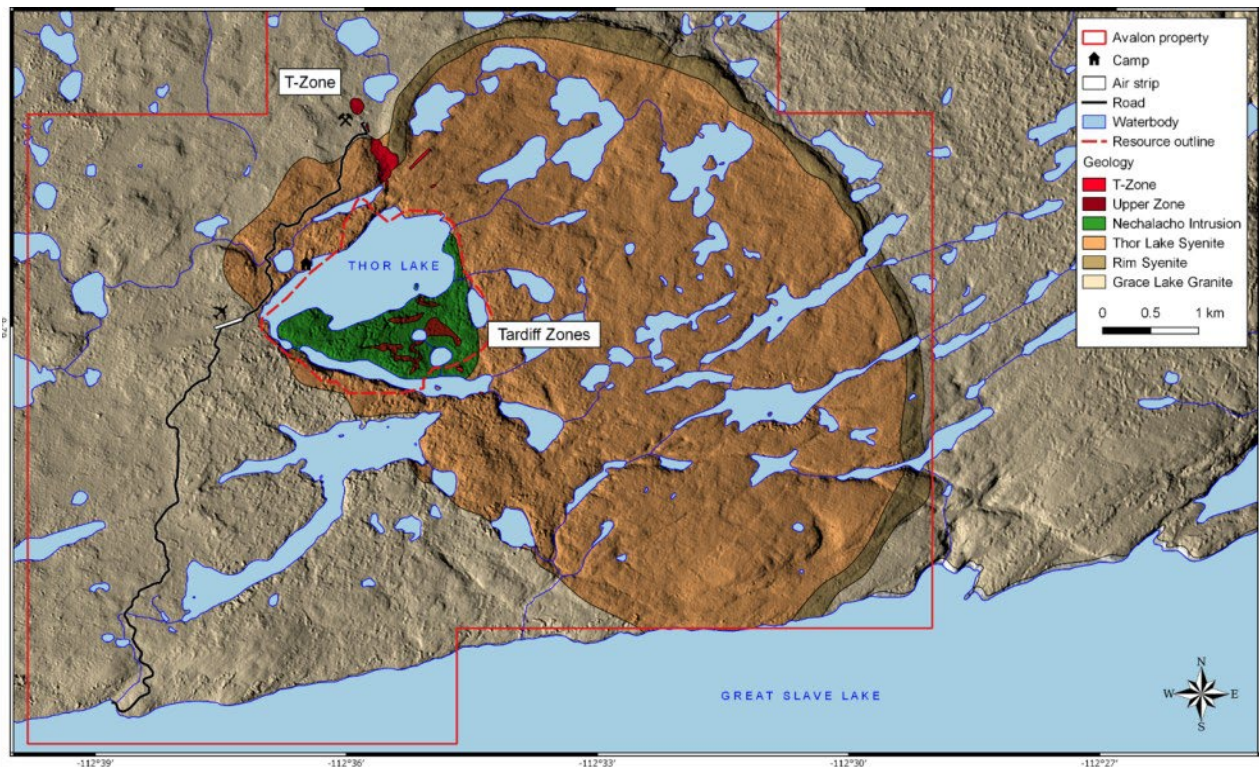 T-Zone
THOR LAKE
Tardiff Zones
GREAT SLAVE LAKE
Avalon property
Camp
Air strip
Road
Waterbody
Resource outline
Geology
T-Zone
Upper Zone
Nechalacho Intrusion
Thor Lake Syenite
Rim Syenite
Grace Lake Granite
0 0.5 1 km
N
W E
S
-112°39' -112°36' -112°33' -112°30' -112°27'